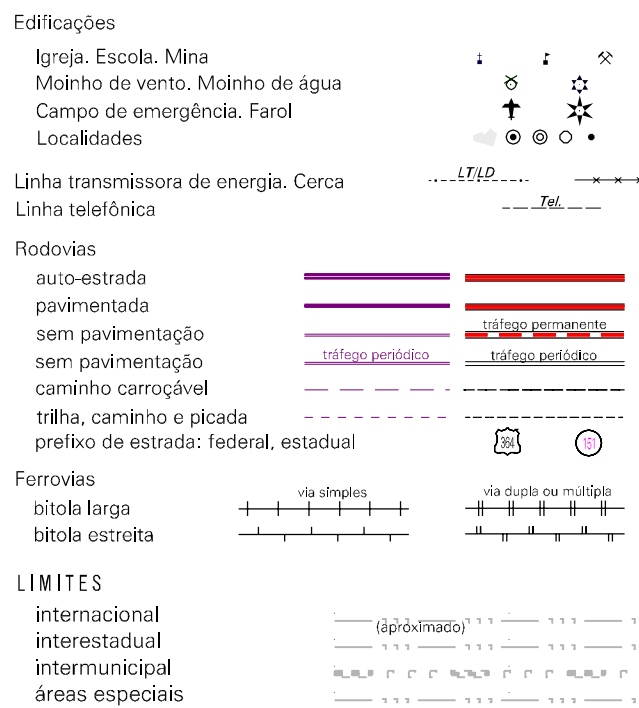 Edificações
Igreja. Escola. Mina
Moinho de vento. Moinho de água
Campo de emergência. Farol
Localidades
Linha transmissora de energia. Cerca LT/LD
Linha telefônica Tel.
Rodovias
auto-estrada
pavimentada
sem pavimentação tráfego permanente
sem pavimentação tráfego periódico tráfego periódico
caminho carroçável
trilha, caminho e picada
prefixo de estrada: federal, estadual 364 151
Ferrovias
bitola larga via simples via dupla ou múltipla
bitola estreita
LIMITES
internacional
(aproximado)
interestadual
intermunicipal
áreas especiais